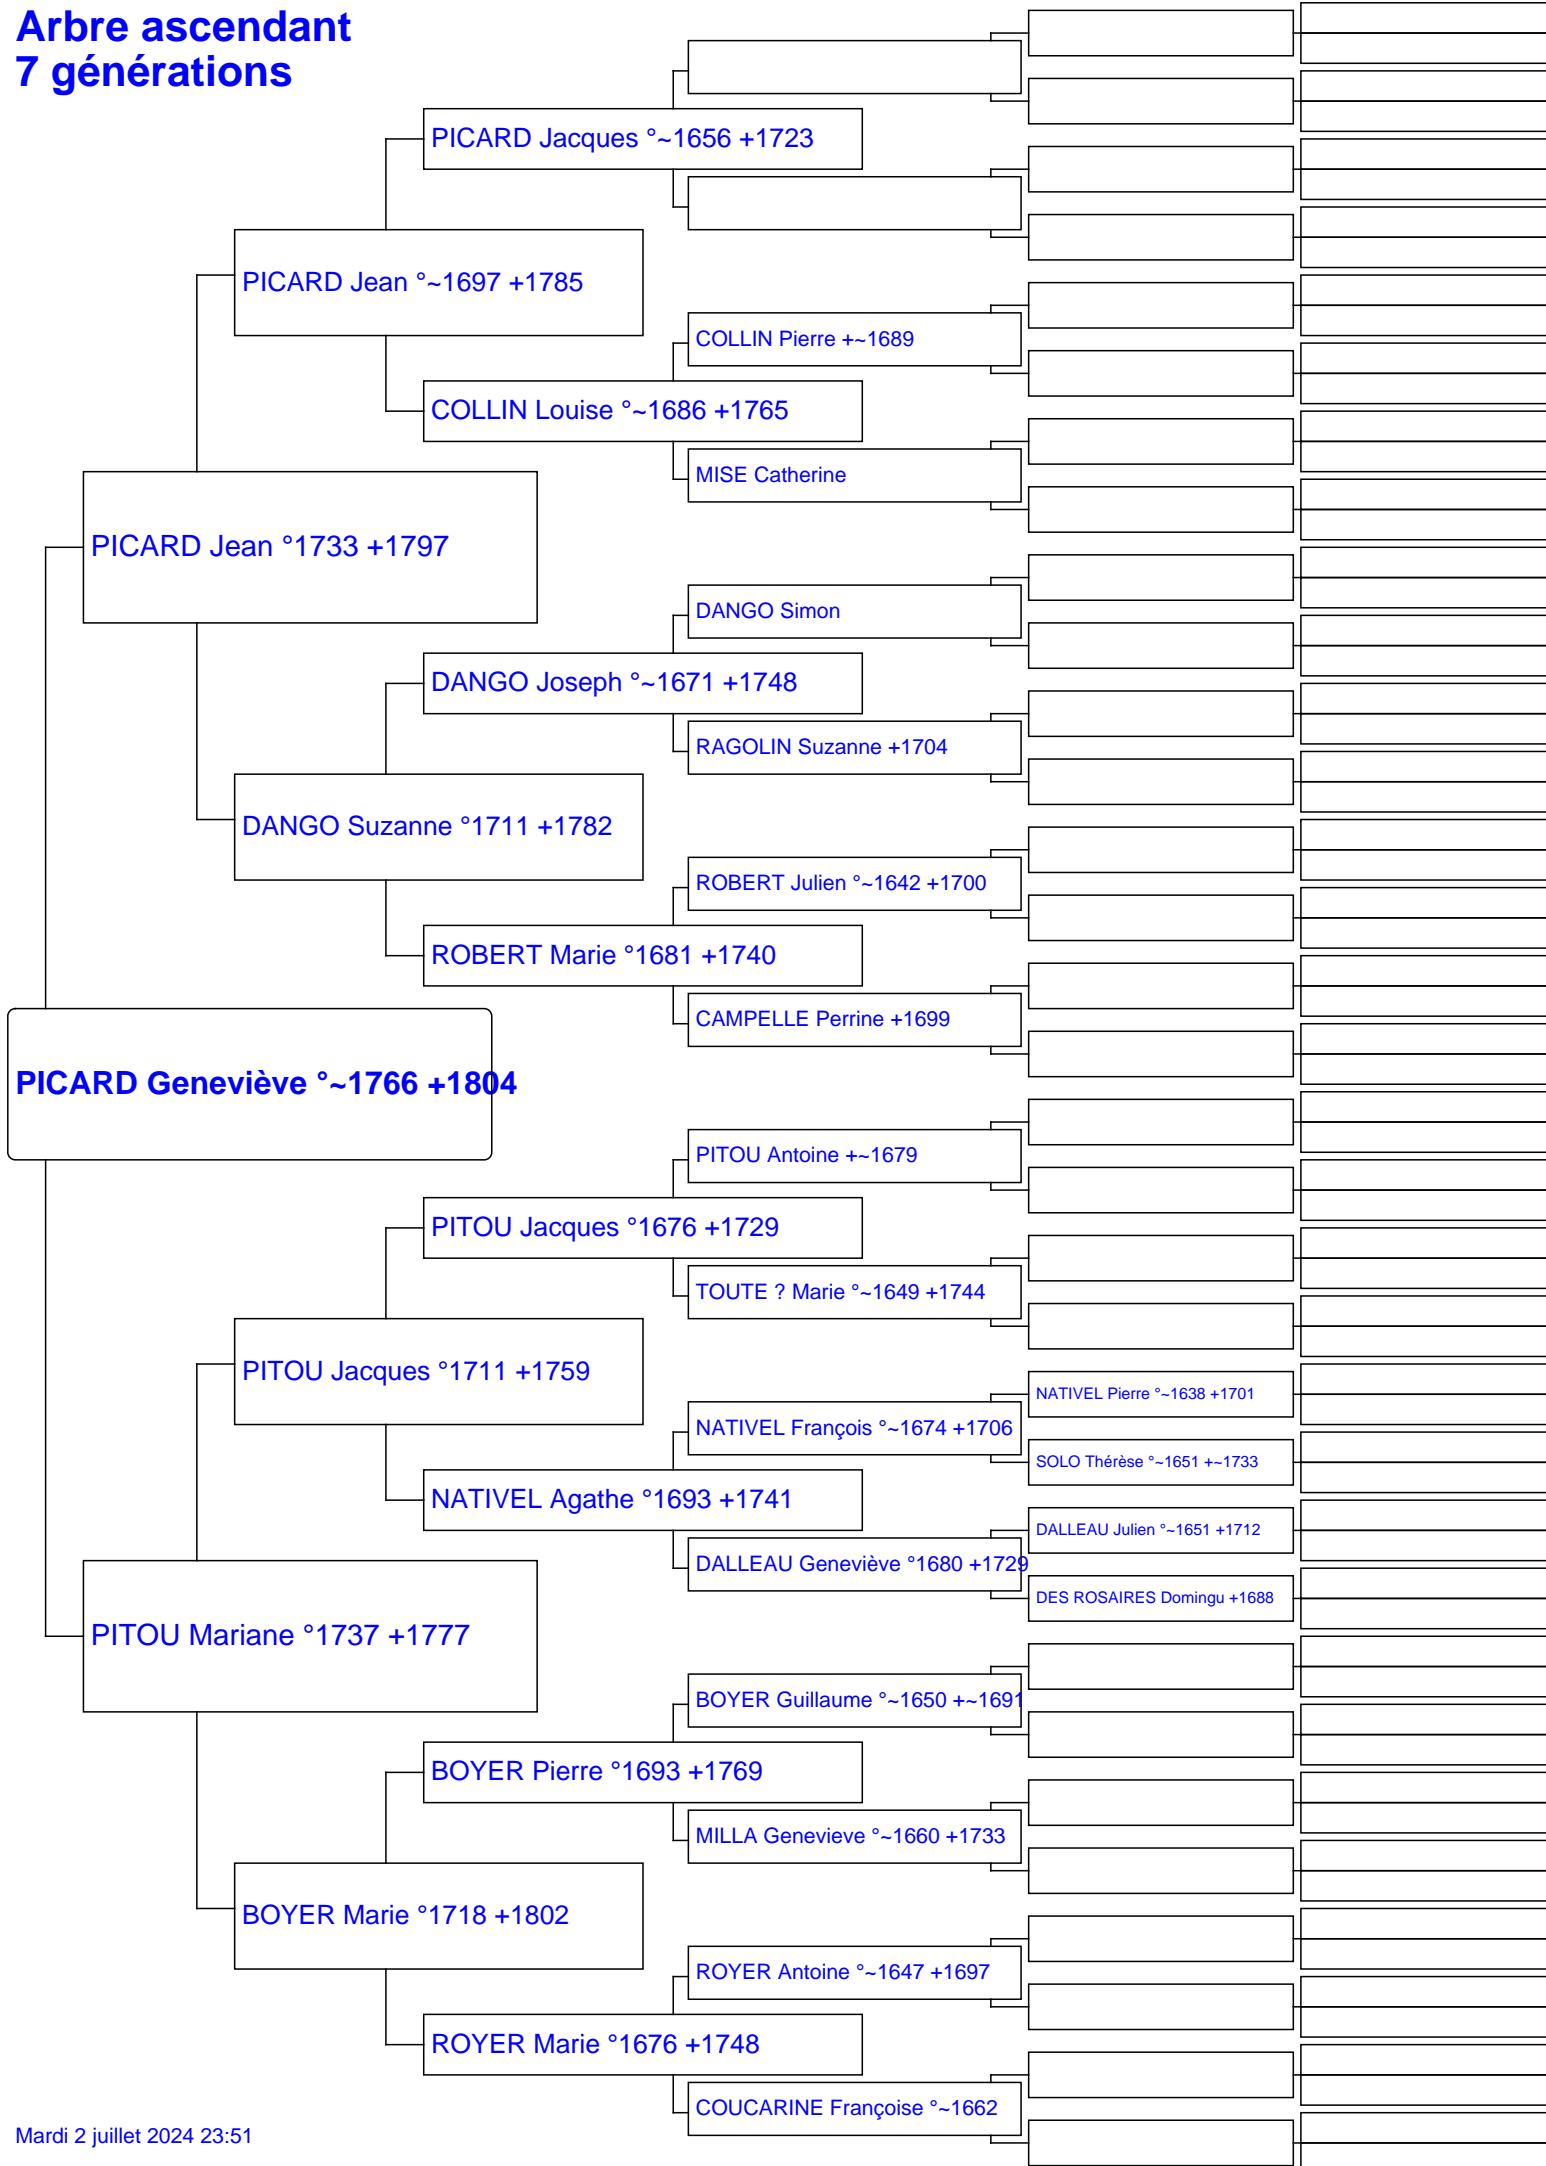 Arbre ascendant
7 générations
PICARD Jacques °~1656 +1723
PICARD Jean °~1697 +1785
COLLIN Pierre +~1689
COLLIN Louise °~1686 +1765
MISE Catherine
PICARD Jean °1733 +1797
DANGO Simon
DANGO Joseph °~1671 +1748
RAGOLIN Suzanne +1704
DANGO Suzanne °1711 +1782
ROBERT Julien °~1642 +1700
ROBERT Marie °1681 +1740
CAMPELLE Perrine +1699
PICARD Geneviève °~1766 +1804
PITOU Antoine +~1679
PITOU Jacques °1676 +1729
TOUTE ? Marie °~1649 +1744
PITOU Jacques °1711 +1759
NATIVEL Pierre °~1638 +1701
NATIVEL François °~1674 +1706
SOLO Thérèse °~1651 +~1733
NATIVEL Agathe °1693 +1741
DALLEAU Julien °~1651 +1712
DALLEAU Geneviève °1680 +1729
DES ROSAIRES Domingu +1688
PITOU Mariane °1737 +1777
BOYER Guillaume °~1650 +~1691
BOYER Pierre °1693 +1769
MILLA Genevieve °~1660 +1733
BOYER Marie °1718 +1802
ROYER Antoine °~1647 +1697
ROYER Marie °1676 +1748
COUCARINE Françoise °~1662
Mardi 2 juillet 2024 23:51